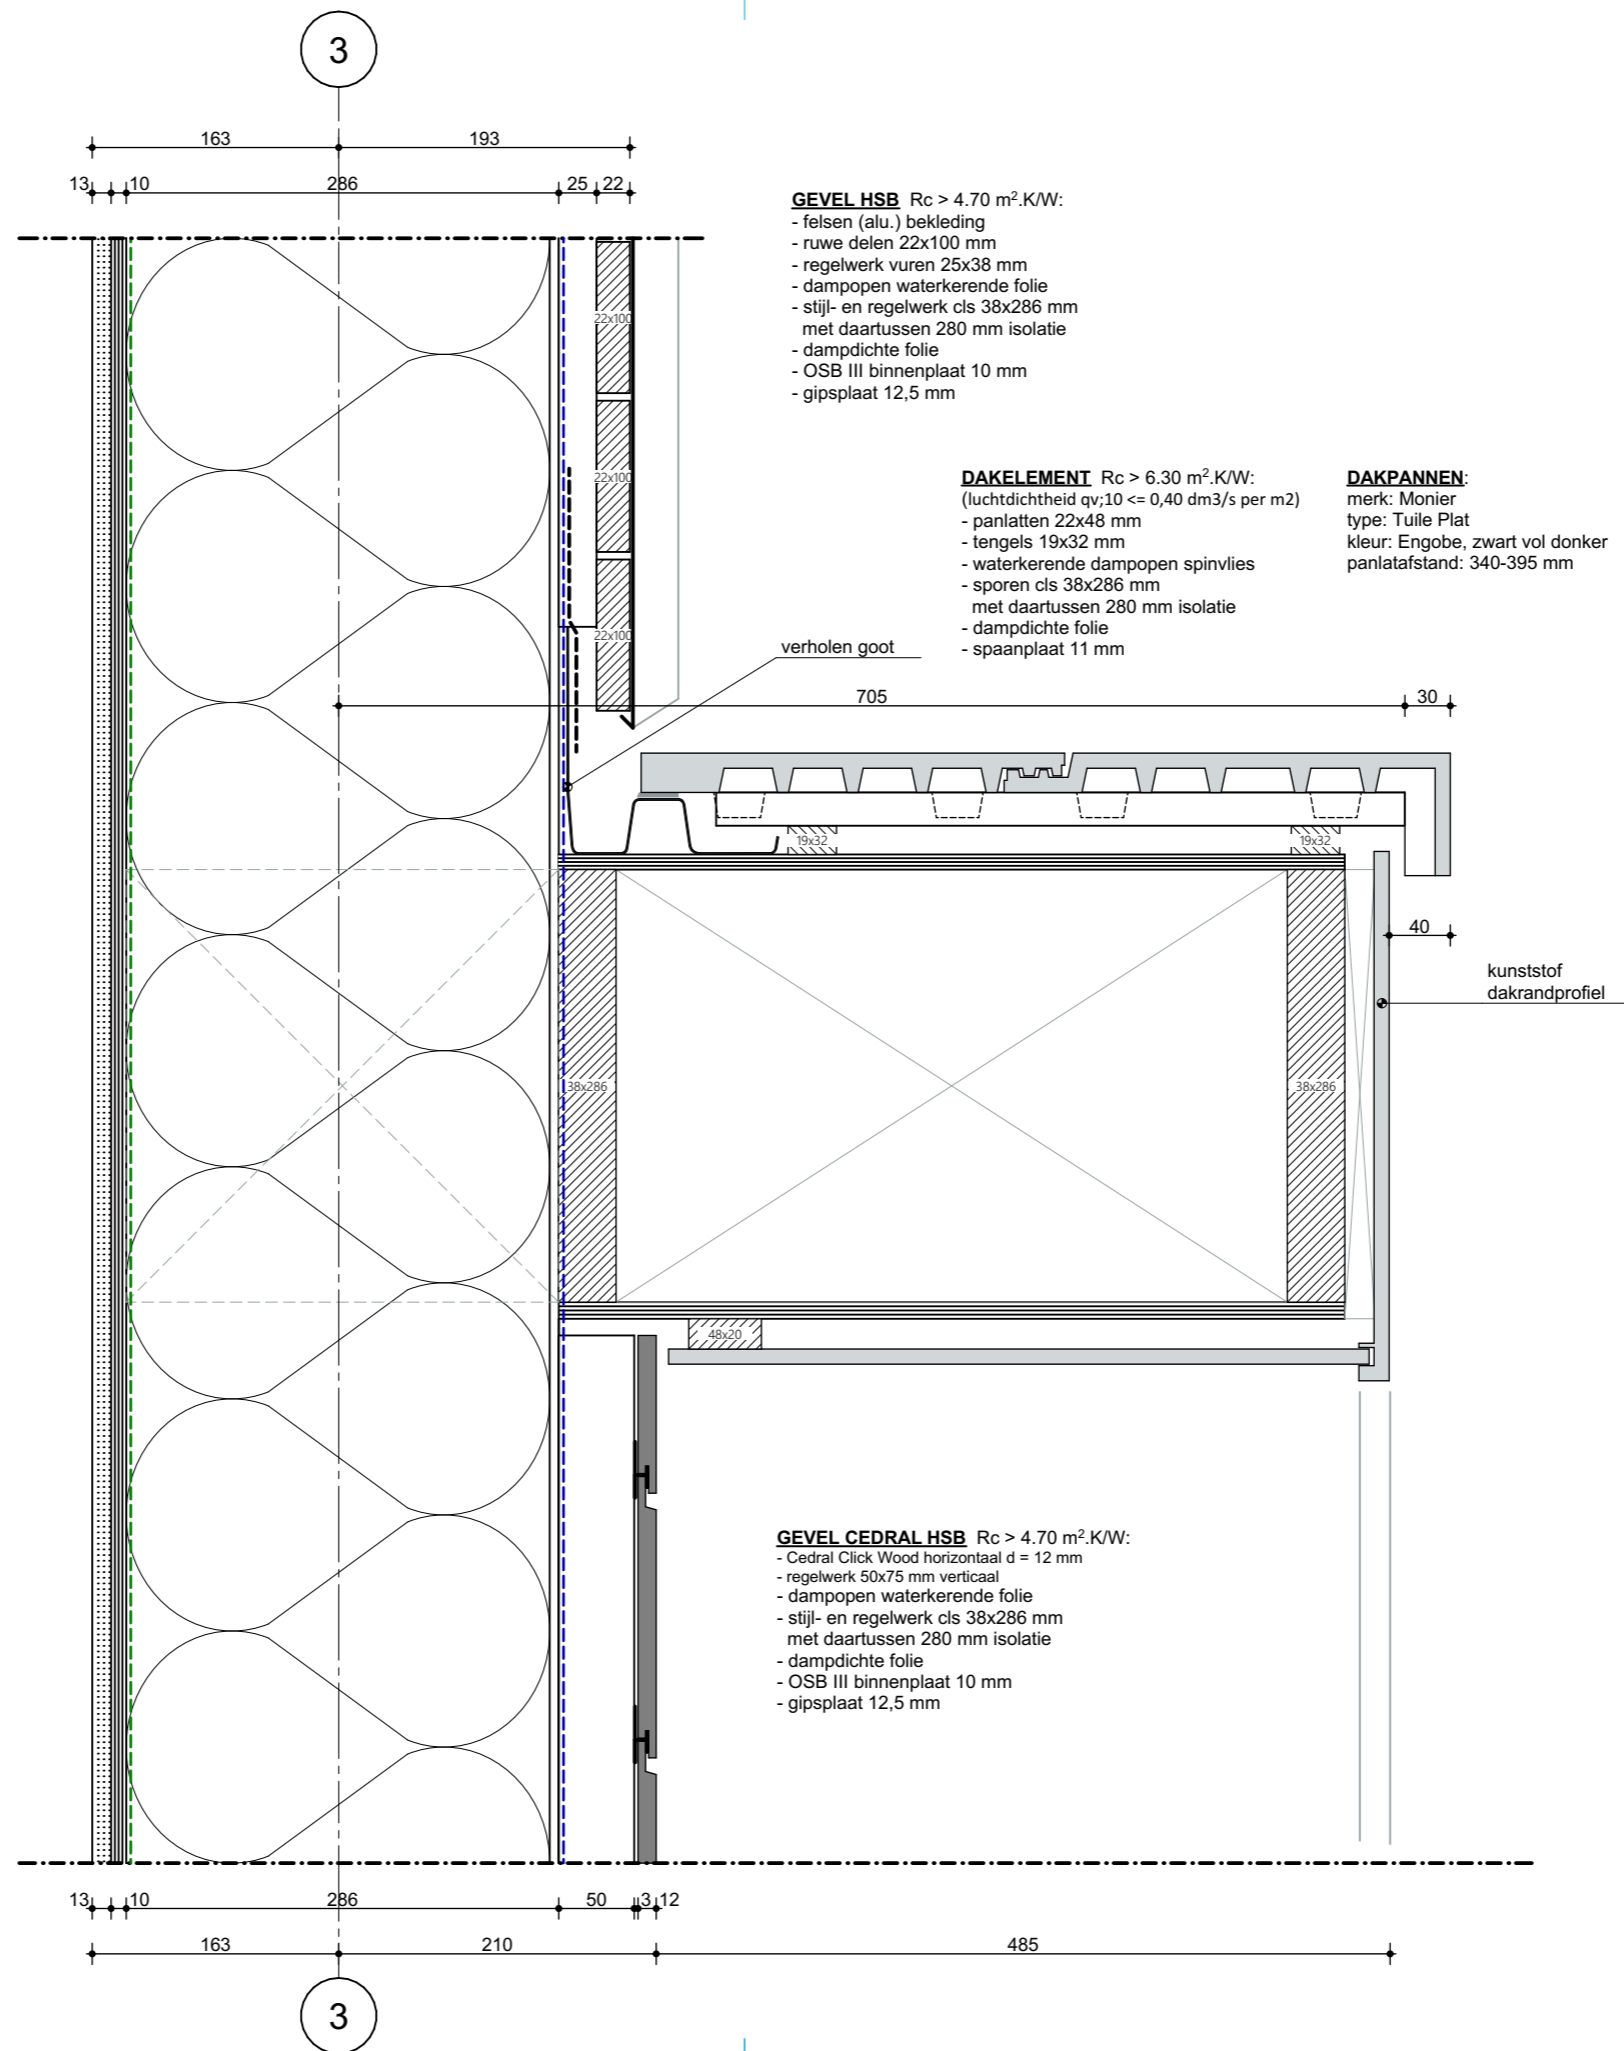 3
163 193
13 10 286 25 22
GEVEL HSB Rc > 4.70 m².K/W:
- felsen (alu.) bekleding
- ruwe delen 22x100 mm
- regelwerk vuren 25x38 mm
- dampopen waterkerende folie
- stijl- en regelwerk cls 38x286 mm
met daartussen 280 mm isolatie
- dampdichte folie
- OSB III binnenplaat 10 mm
- gipsplaat 12,5 mm
22x100
22x100
22x100
DAKELEMENT Rc > 6.30 m².K/W:
(luchtdichtheid qv;10 <= 0,40 dm3/s per m2)
- panlatten 22x48 mm
- tengels 19x32 mm
- waterkerende dampopen spinvlies
- sporen cls 38x286 mm
met daartussen 280 mm isolatie
- dampdichte folie
- spaanplaat 11 mm
DAKPANNEN:
merk: Monier
type: Tuile Plat
kleur: Engobe, zwart vol donker
panlatafstand: 340-395 mm
verholen goot
705 30
19x32 19x32
40
kunststof
dakrandprofiel
38x286 38x286
48x20
GEVEL CEDRAL HSB Rc > 4.70 m².K/W:
- Cedral Click Wood horizontaal d = 12 mm
- regelwerk 50x75 mm verticaal
- dampopen waterkerende folie
- stijl- en regelwerk cls 38x286 mm
met daartussen 280 mm isolatie
- dampdichte folie
- OSB III binnenplaat 10 mm
- gipsplaat 12,5 mm
13 10 286 50 3 12
163 210 485
3